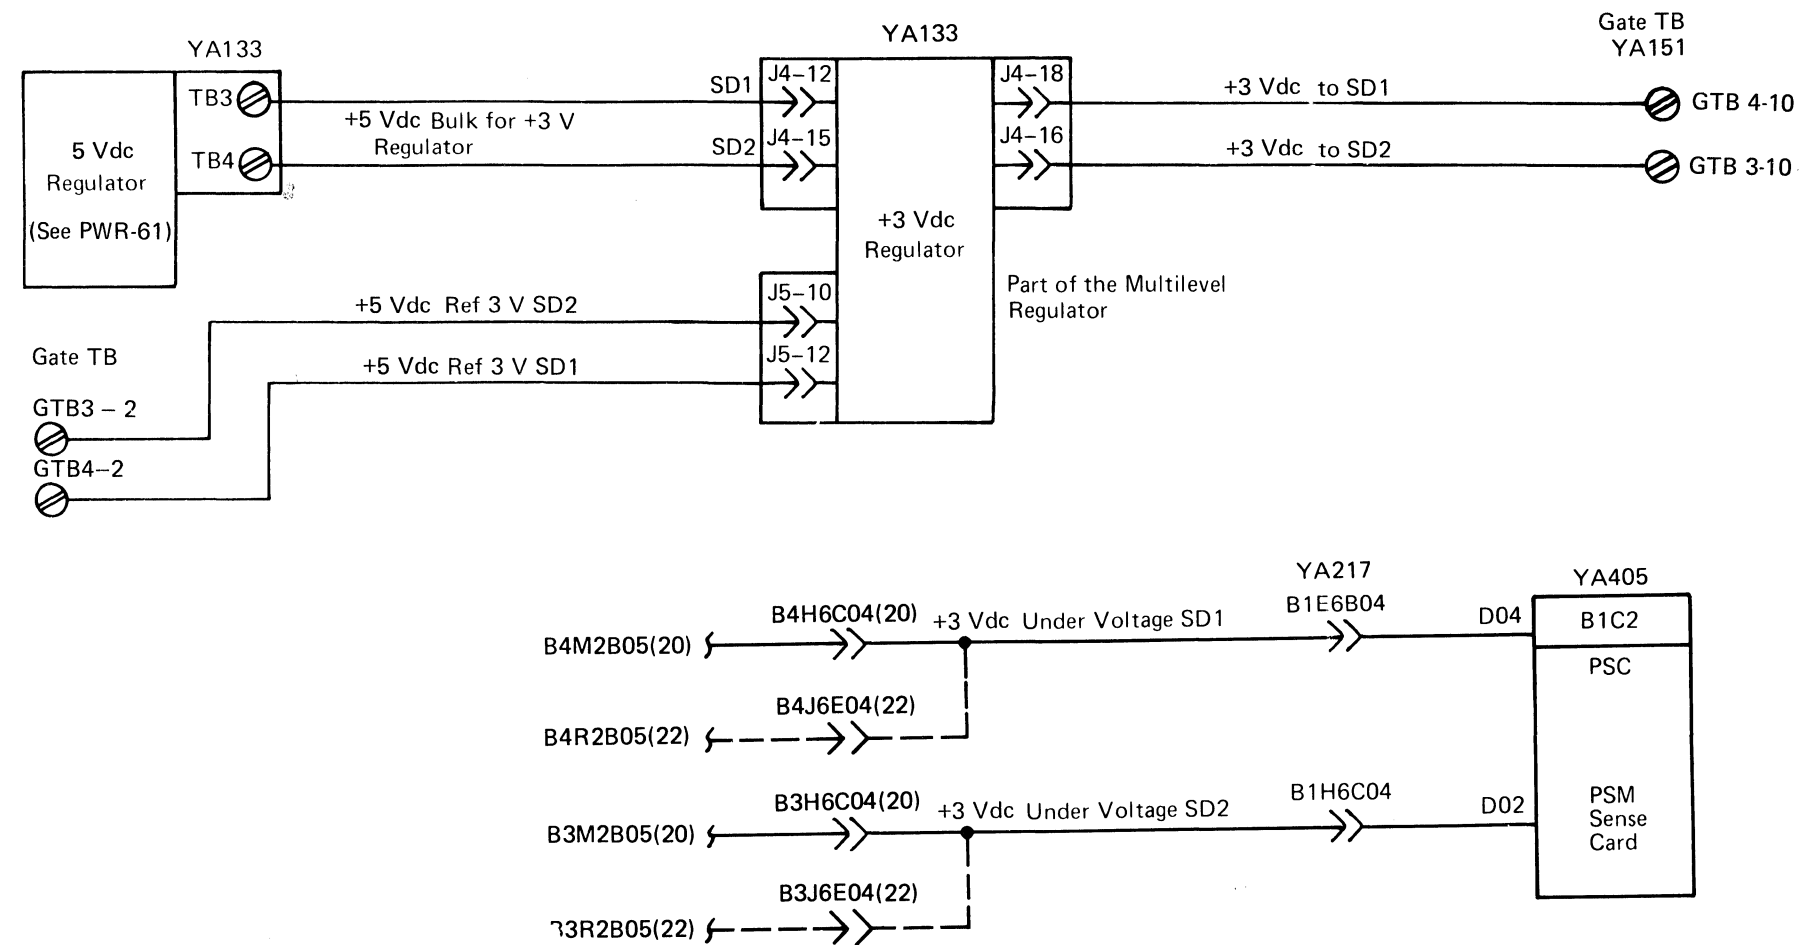 YA133
TB3
TB4
5 Vdc
Regulator
(See PWR-61)
SD1
+5 Vdc Bulk for +3 V
Regulator
SD2
YA133
J4-12
J4-15
J4-18
J4-16
+3 Vdc
Regulator
J5-10
J5-12
Part of the Multilevel
Regulator
+3 Vdc to SD1
+3 Vdc to SD2
Gate TB
YA151
GTB 4-10
GTB 3-10
+5 Vdc Ref 3 V SD2
+5 Vdc Ref 3 V SD1
Gate TB
GTB3 – 2
GTB4–2
B4M2B05(20)
B4H6C04(20)
+3 Vdc Under Voltage SD1
YA217
B1E6B04
D04
YA405
B1C2
PSC
B4R2B05(22)
B4J6E04(22)
B3M2B05(20)
B3H6C04(20)
+3 Vdc Under Voltage SD2
B1H6C04
D02
PSM
Sense
Card
B3R2B05(22)
B3J6E04(22)